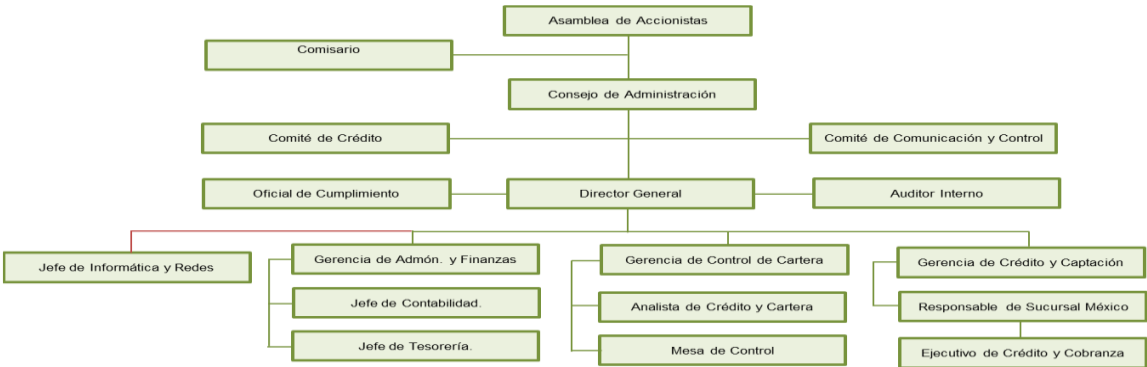 Asamblea de Accionistas
Comisario
Consejo de Administración
Comité de Crédito
Comité de Comunicación y Control
Oficial de Cumplimiento
Director General
Auditor Interno
Jefe de Informática y Redes
Gerencia de Admón. y Finanzas
Gerencia de Control de Cartera
Gerencia de Crédito y Captación
Jefe de Contabilidad.
Analista de Crédito y Cartera
Responsable de Sucursal México
Jefe de Tesorería.
Mesa de Control
Ejecutivo de Crédito y Cobranza